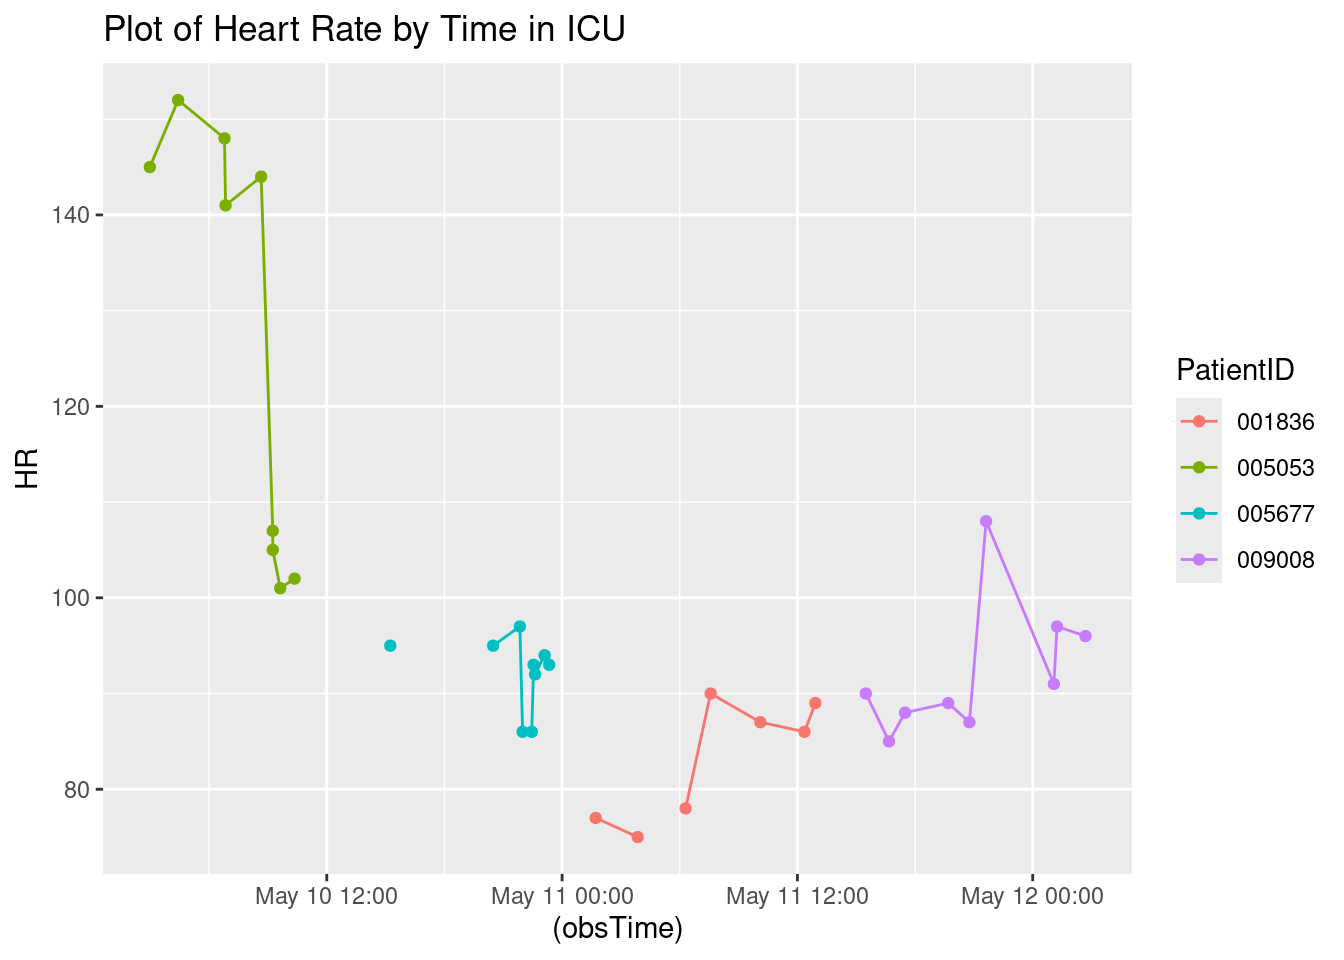 Plot of Heart Rate by Time in ICU
HR
140
120
100
80
May 10 12:00
May 11 00:00
May 11 12:00
May 12 00:00
(obsTime)
PatientID
001836
005053
005677
009008